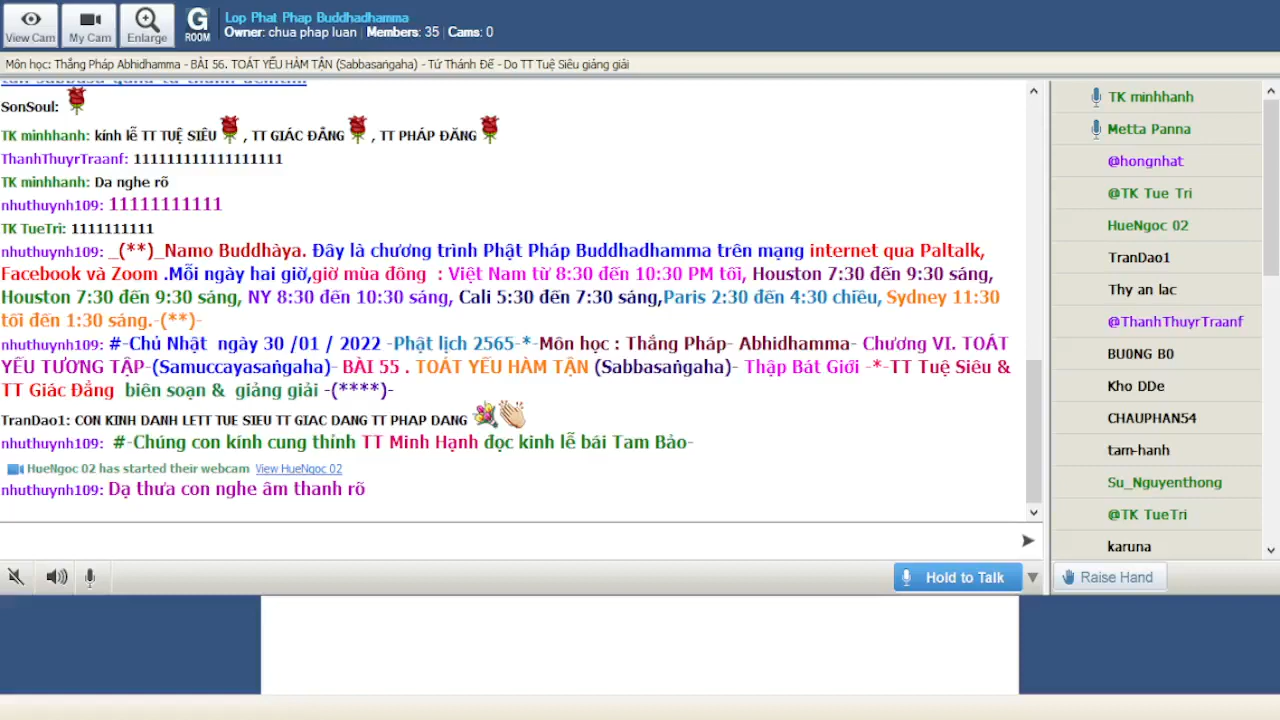 View Cam
My Cam
Enlarge
G
ROOM
Lop Phat Phap Buddhadhamma
Owner: chua phap luan | Members: 35 | Cams: 0
Môn học: Thắng Pháp Abhidhamma - BÀI 56. TOÁT YẾU HÀM TẬN (Sabbasaṅgaha) - Tứ Thánh Đế - Do TT Tuệ Siêu giảng giải
SonSoul:
TK minhhanh: kính lễ TT TUỆ SIÊU , TT GIÁC ĐẲNG , TT PHÁP ĐĂNG
ThanhThuyrTraanf: 111111111111111111
TK minhhanh: Da nghe rõ
nhuthuynh109: 11111111111
TK TueTri: 1111111111
nhuthuynh109: _(**)_Namo Buddhàya. Đây là chương trình Phật Pháp Buddhadhamma trên mạng internet qua Paltalk,
Facebook và Zoom .Mỗi ngày hai giờ,giờ mùa đông : Việt Nam từ 8:30 đến 10:30 PM tối, Houston 7:30 đến 9:30 sáng,
Houston 7:30 đến 9:30 sáng, NY 8:30 đến 10:30 sáng, Cali 5:30 đến 7:30 sáng,Paris 2:30 đến 4:30 chiều, Sydney 11:30
tối đến 1:30 sáng.-(**)-
nhuthuynh109: #-Chủ Nhật ngày 30 /01 / 2022 -Phật lịch 2565-*-Môn học : Thắng Pháp- Abhidhamma- Chương VI. TOÁT
YẾU TƯƠNG TẬP-(Samuccayasaṅgaha)- BÀI 55 . TOÁT YẾU HÀM TẬN (Sabbasaṅgaha)- Thập Bát Giới -*-TT Tuệ Siêu &
TT Giác Đẳng biên soạn & giảng giải -(****)-
TranDao1: CON KINH DANH LETT TUE SIEU TT GIAC DANG TT PHAP DANG
nhuthuynh109: #-Chúng con kính cung thỉnh TT Minh Hạnh đọc kinh lễ bái Tam Bảo-
HueNgoc 02 has started their webcam View HueNgoc 02
nhuthuynh109: Dạ thưa con nghe âm thanh rõ
Hold to Talk
TK minhhanh
Metta Panna
@hongnhat
@TK Tue Tri
HueNgoc 02
TranDao1
Thy an lac
@ThanhThuyrTraanf
BU0NG B0
Kho DDe
CHAUPHAN54
tam-hanh
Su_Nguyenthong
@TK TueTri
karuna
Raise Hand